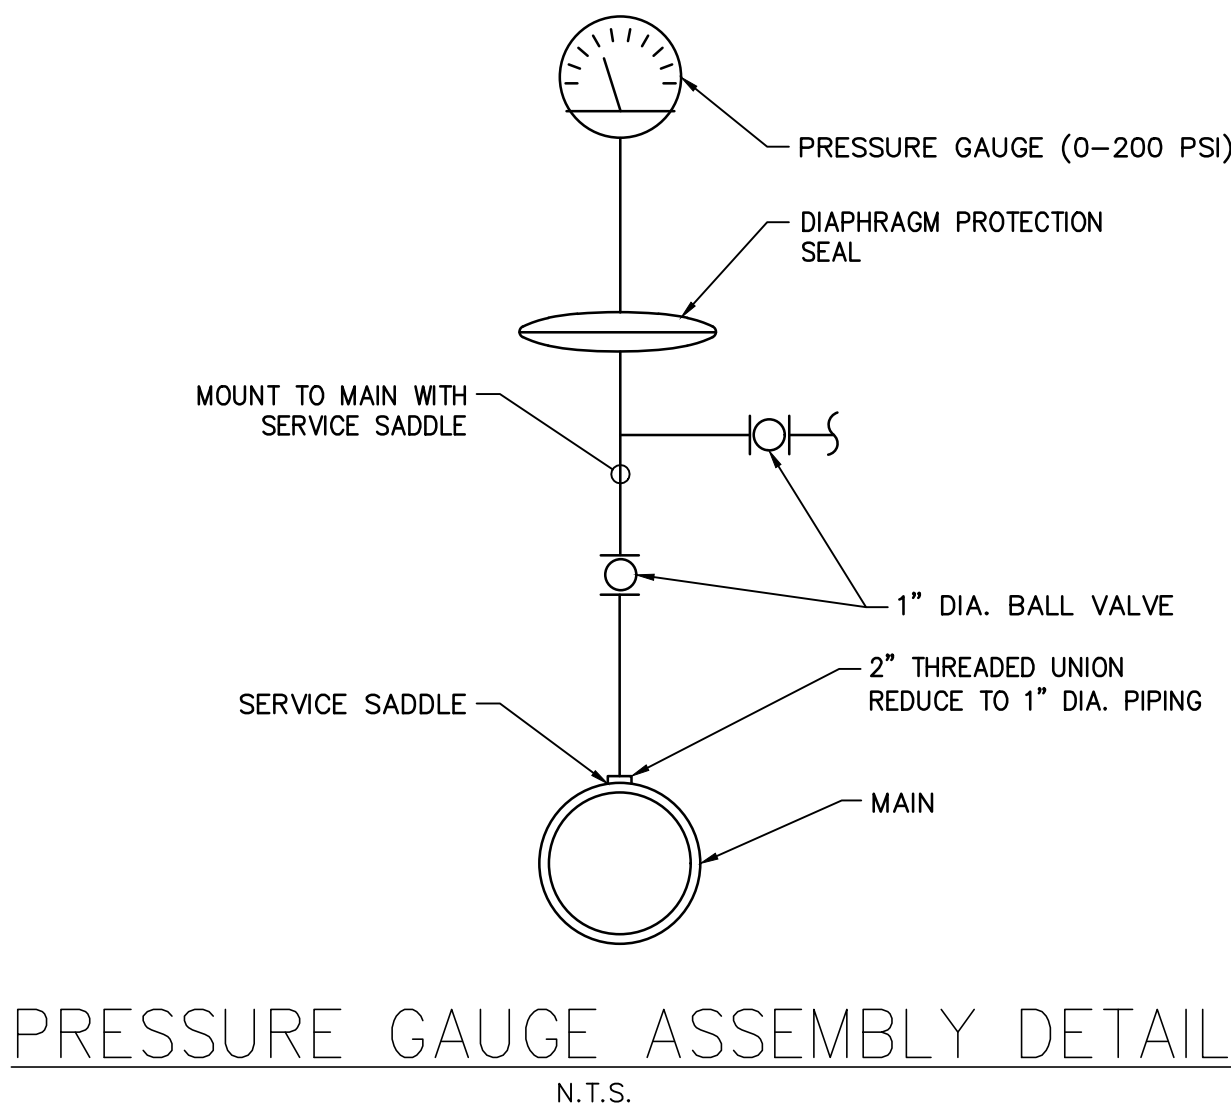 PRESSURE GAUGE (0-200 PSI)
DIAPHRAGM PROTECTION
SEAL
MOUNT TO MAIN WITH
SERVICE SADDLE
1" DIA. BALL VALVE
2" THREADED UNION
REDUCE TO 1" DIA. PIPING
SERVICE SADDLE
MAIN
PRESSURE GAUGE ASSEMBLY DETAIL
N.T.S.